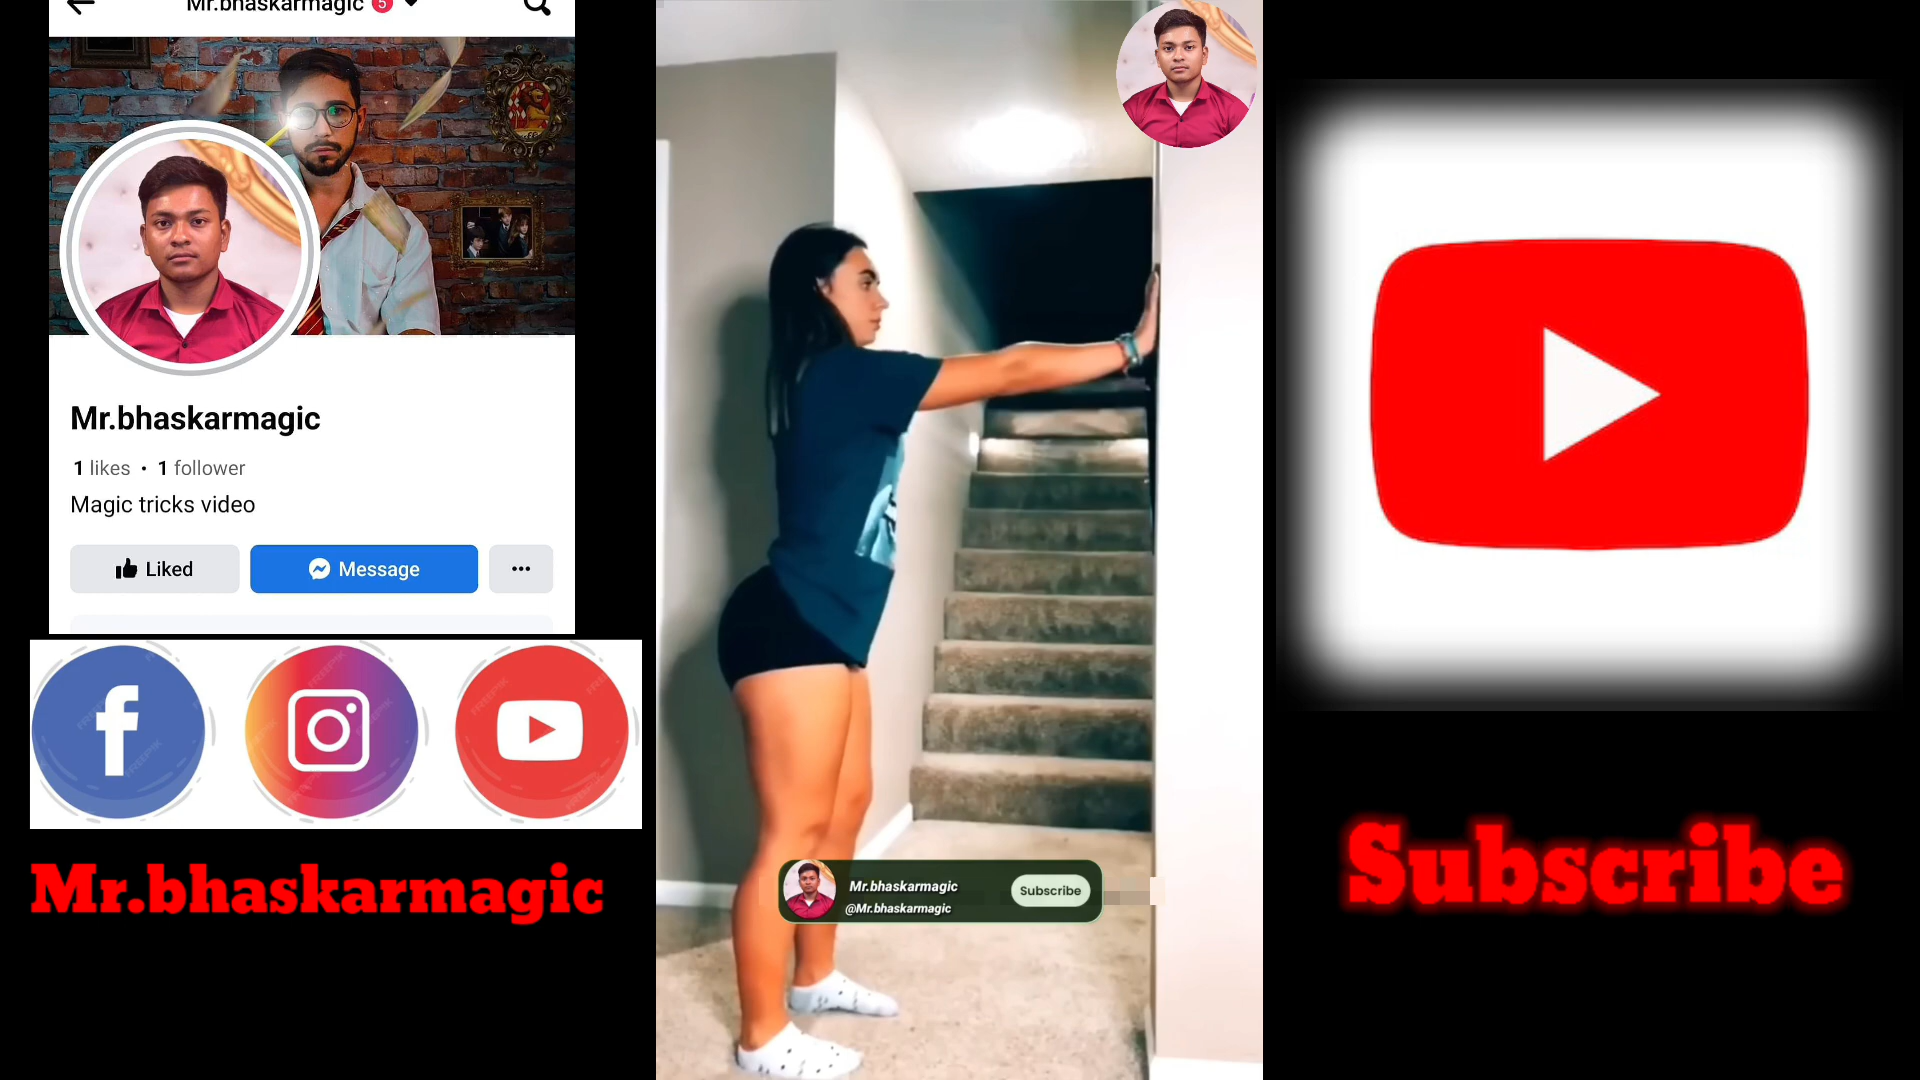 Mr.bhaskarmagic 5
Mr.bhaskarmagic
1 likes • 1 follower
Magic tricks video
Liked
Message
Mr.bhaskarmagic
Mr.bhaskarmagic
@Mr.bhaskarmagic
Subscribe
Subscribe